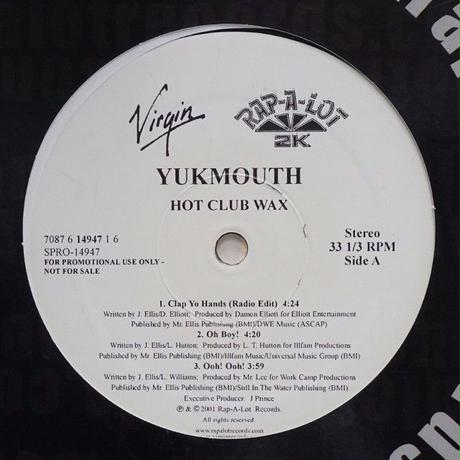 Virgin
RAP-A-LOT
2K
YUKMOUTH
HOT CLUB WAX
7087 6 14947 1 6
SPRO-14947
FOR PROMOTIONAL USE ONLY -
NOT FOR SALE
Stereo
33 1/3 RPM
Side A
1. Clap Yo Hands (Radio Edit) 4:24
Written by J. Ellis/D. Elliott; Produced by Damon Elliott for Elliott Entertainment
Published by Mr. Ellis Publishing (BMI)/DWE Music (ASCAP)
2. Oh Boy! 4:20
Written by J. Ellis/L. Hutton; Produced by L. T. Hutton for Illfam Productions
Published by Mr. Ellis Publishing (BMI)/Illfam Music/Universal Music Group (BMI)
3. Ooh! Ooh! 3:59
Written by J. Ellis/L. Williams; Produced by Mr. Lee for Work Camp Productions
Published by Mr. Ellis Publishing (BMI)/Still In The Water Publishing (BMI)
Executive Producer: J Prince
℗ & © 2001 Rap-A-Lot Records.
All rights reserved.
www.rapalotrecords.com